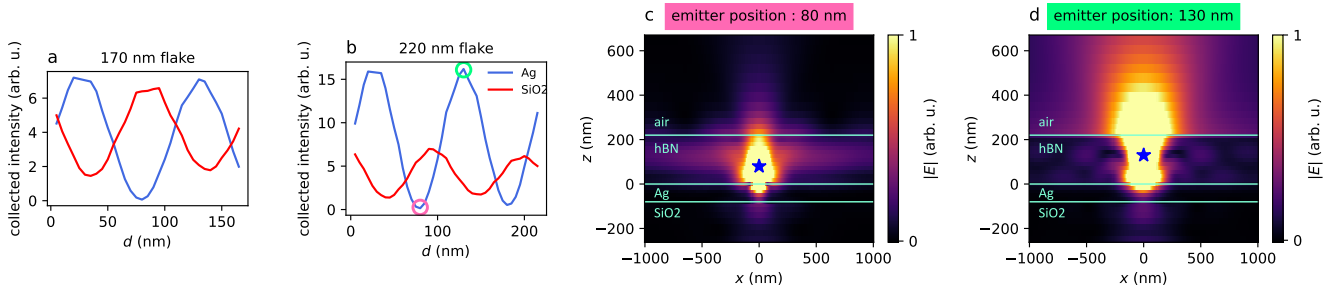 a
170 nm flake
collected intensity (arb. u.)
6
4
2
0
0
50
100
150
d (nm)
b
220 nm flake
Ag
SiO2
collected intensity (arb. u.)
15
10
5
0
0
100
200
d (nm)
c
emitter position : 80 nm
z (nm)
600
400
200
0
−200
air
hBN
Ag
SiO2
−1000
−500
0
500
1000
x (nm)
1
0
|E| (arb. u.)
d
emitter position: 130 nm
z (nm)
600
400
200
0
−200
air
hBN
Ag
SiO2
−1000
−500
0
500
1000
x (nm)
1
0
|E| (arb. u.)